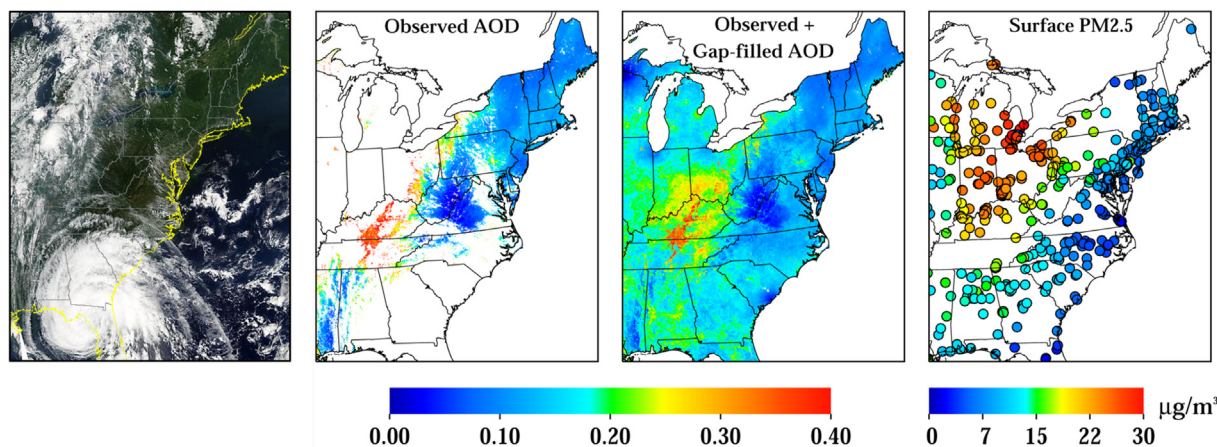 Observed AOD
Observed +
Gap-filled AOD
Surface PM2.5
0.00 0.10 0.20 0.30 0.40
0 7 15 23 30 µg/m³